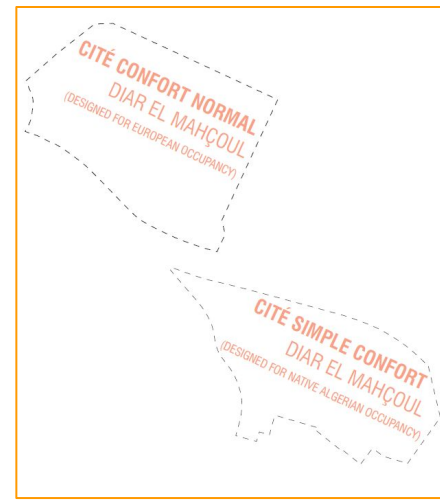 CITÉ CONFORT NORMAL
DIAR EL MAHÇOUL
(DESIGNED FOR EUROPEAN OCCUPANCY)
CITÉ SIMPLE CONFORT
DIAR EL MAHÇOUL
(DESIGNED FOR NATIVE ALGERIAN OCCUPANCY)